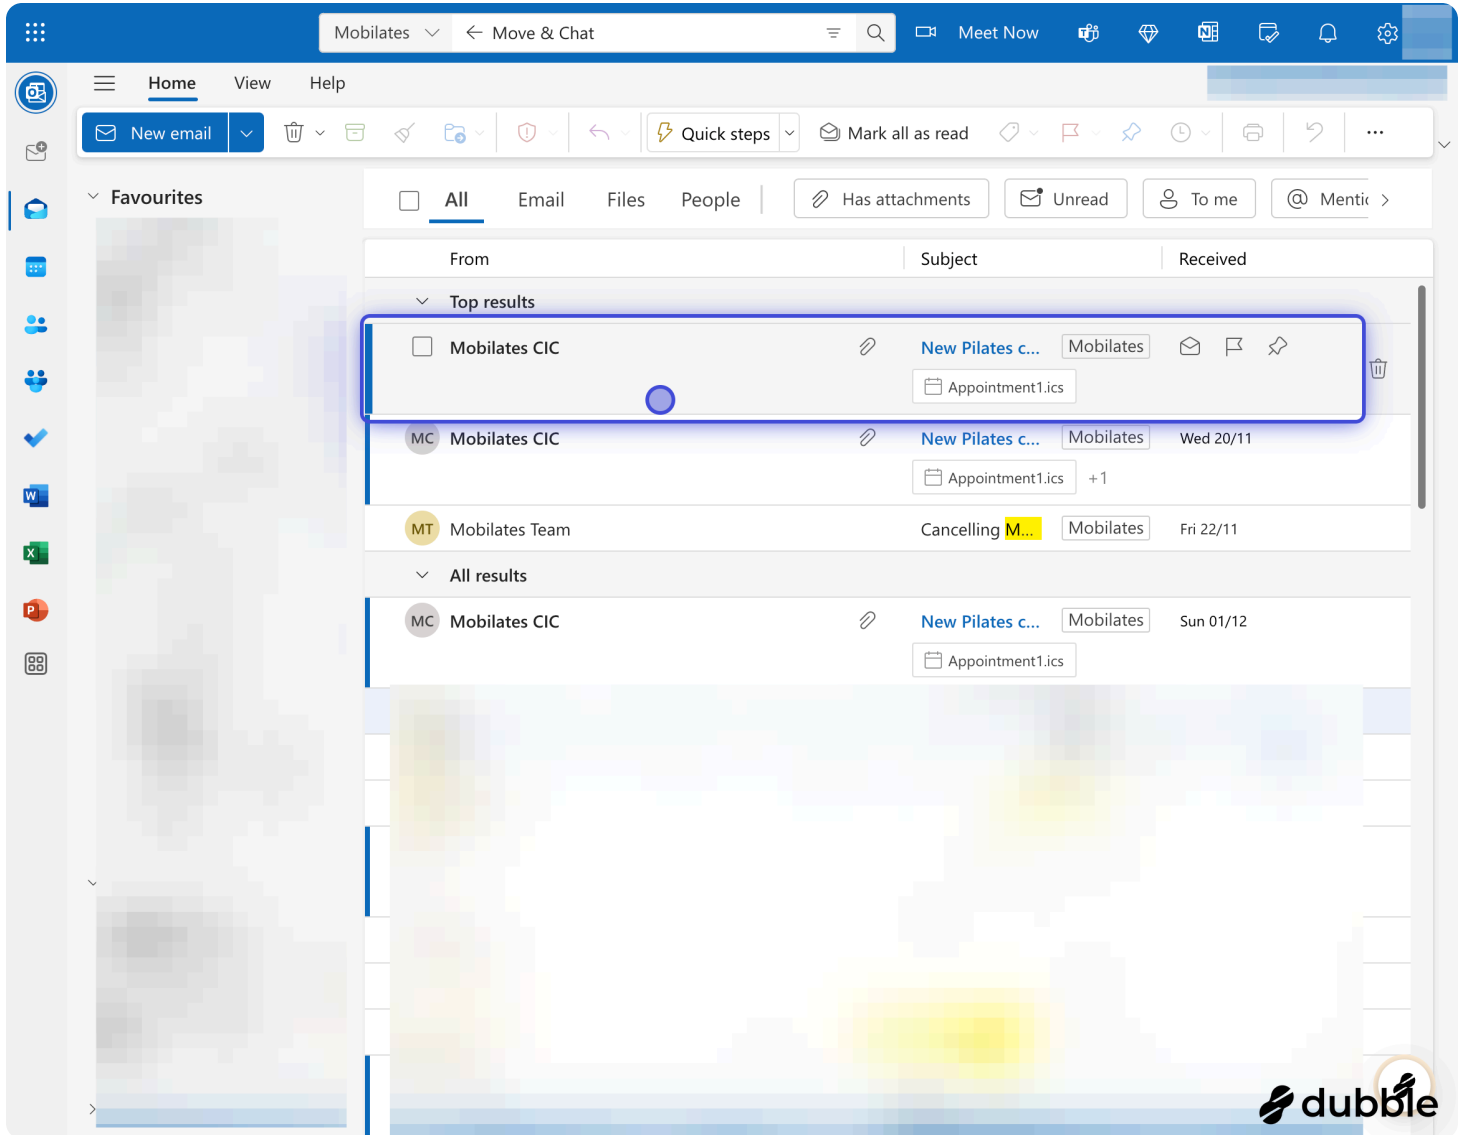 Mobilates
Move & Chat
Meet Now
Home
View
Help
New email
Quick steps
Mark all as read
Favourites
All
Email
Files
People
Has attachments
Unread
To me
Mentic
From
Subject
Received
Top results
Mobilates CIC
New Pilates c...
Mobilates
Appointment1.ics
MC
Mobilates CIC
New Pilates c...
Mobilates
Wed 20/11
Appointment1.ics
+1
MT
Mobilates Team
Cancelling M...
Mobilates
Fri 22/11
All results
MC
Mobilates CIC
New Pilates c...
Mobilates
Sun 01/12
Appointment1.ics
dubble